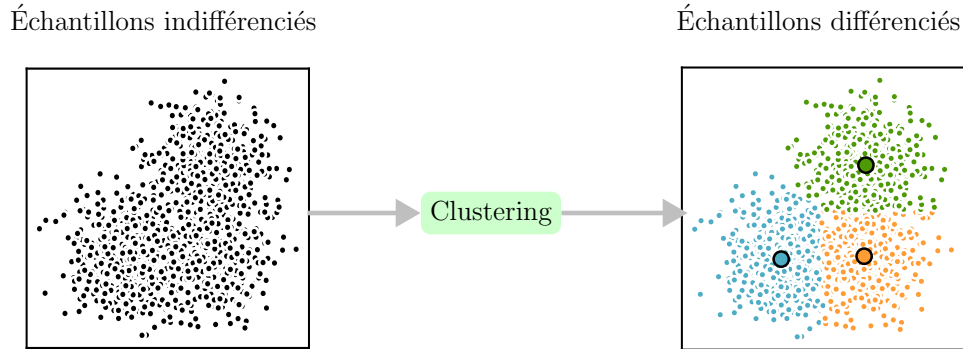 Échantillons indifférenciés
Échantillons différenciés
Clustering